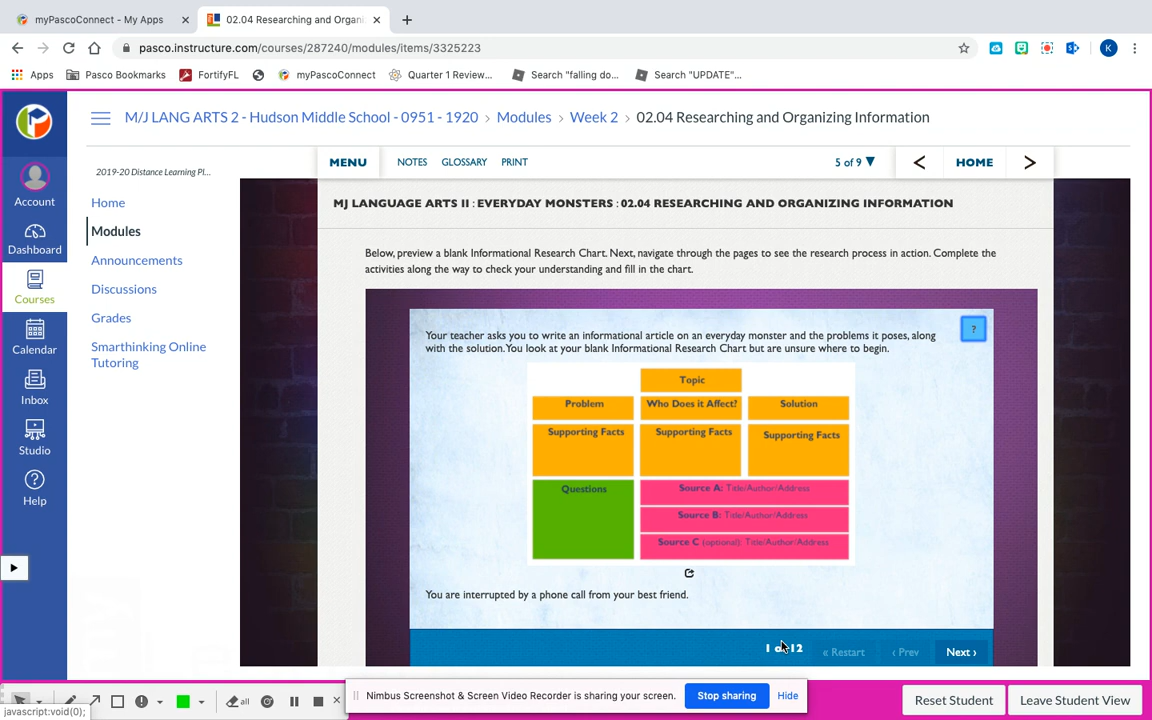 myPascoConnect - My Apps
02.04 Researching and Organi
pasco.instructure.com/courses/287240/modules/items/3325223
K
Apps
Pasco Bookmarks
FortifyFL
myPascoConnect
Quarter 1 Review...
Search "falling do...
Search "UPDATE"...
M/J LANG ARTS 2 - Hudson Middle School - 0951 - 1920 › Modules › Week 2 › 02.04 Researching and Organizing Information
2019-20 Distance Learning Pl...
Home
Modules
Announcements
Discussions
Grades
Smarthinking Online
Tutoring
Account
Dashboard
Courses
Calendar
Inbox
Studio
Help
MENU
NOTES
GLOSSARY
PRINT
5 of 9
HOME
MJ LANGUAGE ARTS II : EVERYDAY MONSTERS : 02.04 RESEARCHING AND ORGANIZING INFORMATION
Below, preview a blank Informational Research Chart. Next, navigate through the pages to see the research process in action. Complete the
activities along the way to check your understanding and fill in the chart.
Your teacher asks you to write an informational article on an everyday monster and the problems it poses, along
with the solution. You look at your blank Informational Research Chart but are unsure where to begin.
?
Topic
Problem
Who Does it Affect?
Solution
Supporting Facts
Supporting Facts
Supporting Facts
Questions
Source A: Title/Author/Address
Source B: Title/Author/Address
Source C (optional): Title/Author/Address
You are interrupted by a phone call from your best friend.
1 of 12
« Restart
‹ Prev
Next ›
all
Nimbus Screenshot & Screen Video Recorder is sharing your screen.
Stop sharing
Hide
Reset Student
Leave Student View
javascript:void(0);